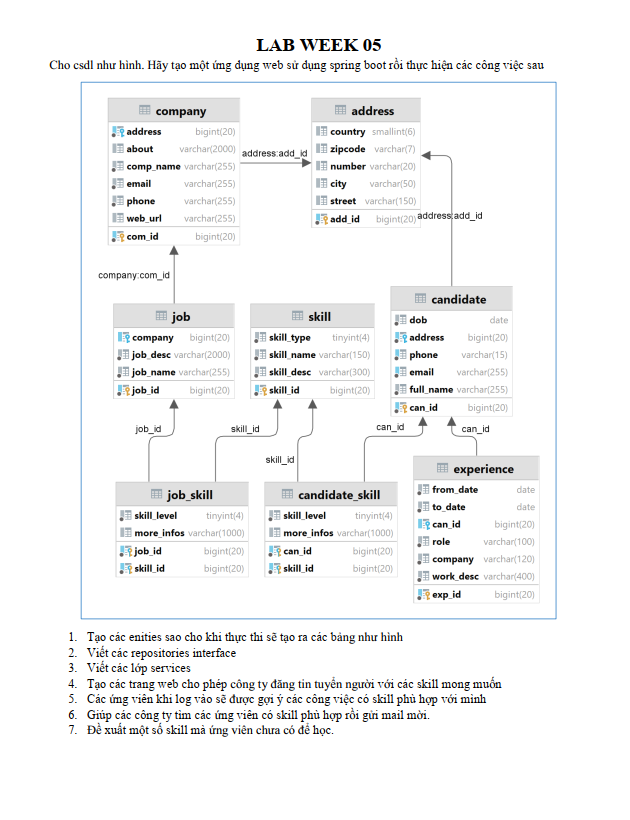 LAB WEEK 05
Cho csdl như hình. Hãy tạo một ứng dụng web sử dụng spring boot rồi thực hiện các công việc sau
company
address bigint(20)
about varchar(2000)
comp_name varchar(255)
email varchar(255)
phone varchar(255)
web_url varchar(255)
com_id bigint(20)
address:add_id
address
country smallint(6)
zipcode varchar(7)
number varchar(20)
city varchar(50)
street varchar(150)
add_id bigint(20)
address:add_id
company:com_id
job
company bigint(20)
job_desc varchar(2000)
job_name varchar(255)
job_id bigint(20)
skill
skill_type tinyint(4)
skill_name varchar(150)
skill_desc varchar(300)
skill_id bigint(20)
candidate
dob date
address bigint(20)
phone varchar(15)
email varchar(255)
full_name varchar(255)
can_id bigint(20)
job_id
skill_id
skill_id
can_id
can_id
job_skill
skill_level tinyint(4)
more_infos varchar(1000)
job_id bigint(20)
skill_id bigint(20)
candidate_skill
skill_level tinyint(4)
more_infos varchar(1000)
can_id bigint(20)
skill_id bigint(20)
experience
from_date date
to_date date
can_id bigint(20)
role varchar(100)
company varchar(120)
work_desc varchar(400)
exp_id bigint(20)
1. Tạo các enities sao cho khi thực thi sẽ tạo ra các bảng như hình
2. Viết các repositories interface
3. Viết các lớp services
4. Tạo các trang web cho phép công ty đăng tin tuyển người với các skill mong muốn
5. Các ứng viên khi log vào sẽ được gợi ý các công việc có skill phù hợp với mình
6. Giúp các công ty tìm các ứng viên có skill phù hợp rồi gửi mail mời.
7. Đề xuất một số skill mà ứng viên chưa có để học.